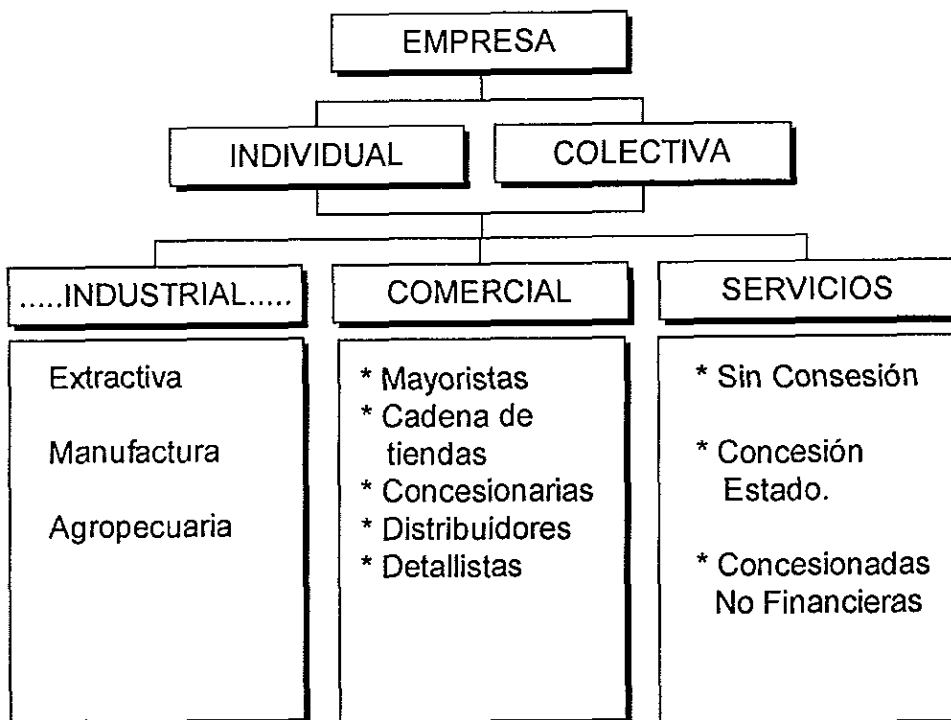 EMPRESA
INDIVIDUAL
COLECTIVA
.....INDUSTRIAL.....
COMERCIAL
SERVICIOS
Extractiva
Manufactura
Agropecuaria
* Mayoristas
* Cadena de
tiendas
* Concesionarias
* Distribuidores
* Detallistas
* Sin Consesión
* Concesión
Estado.
* Concesionadas
No Financieras